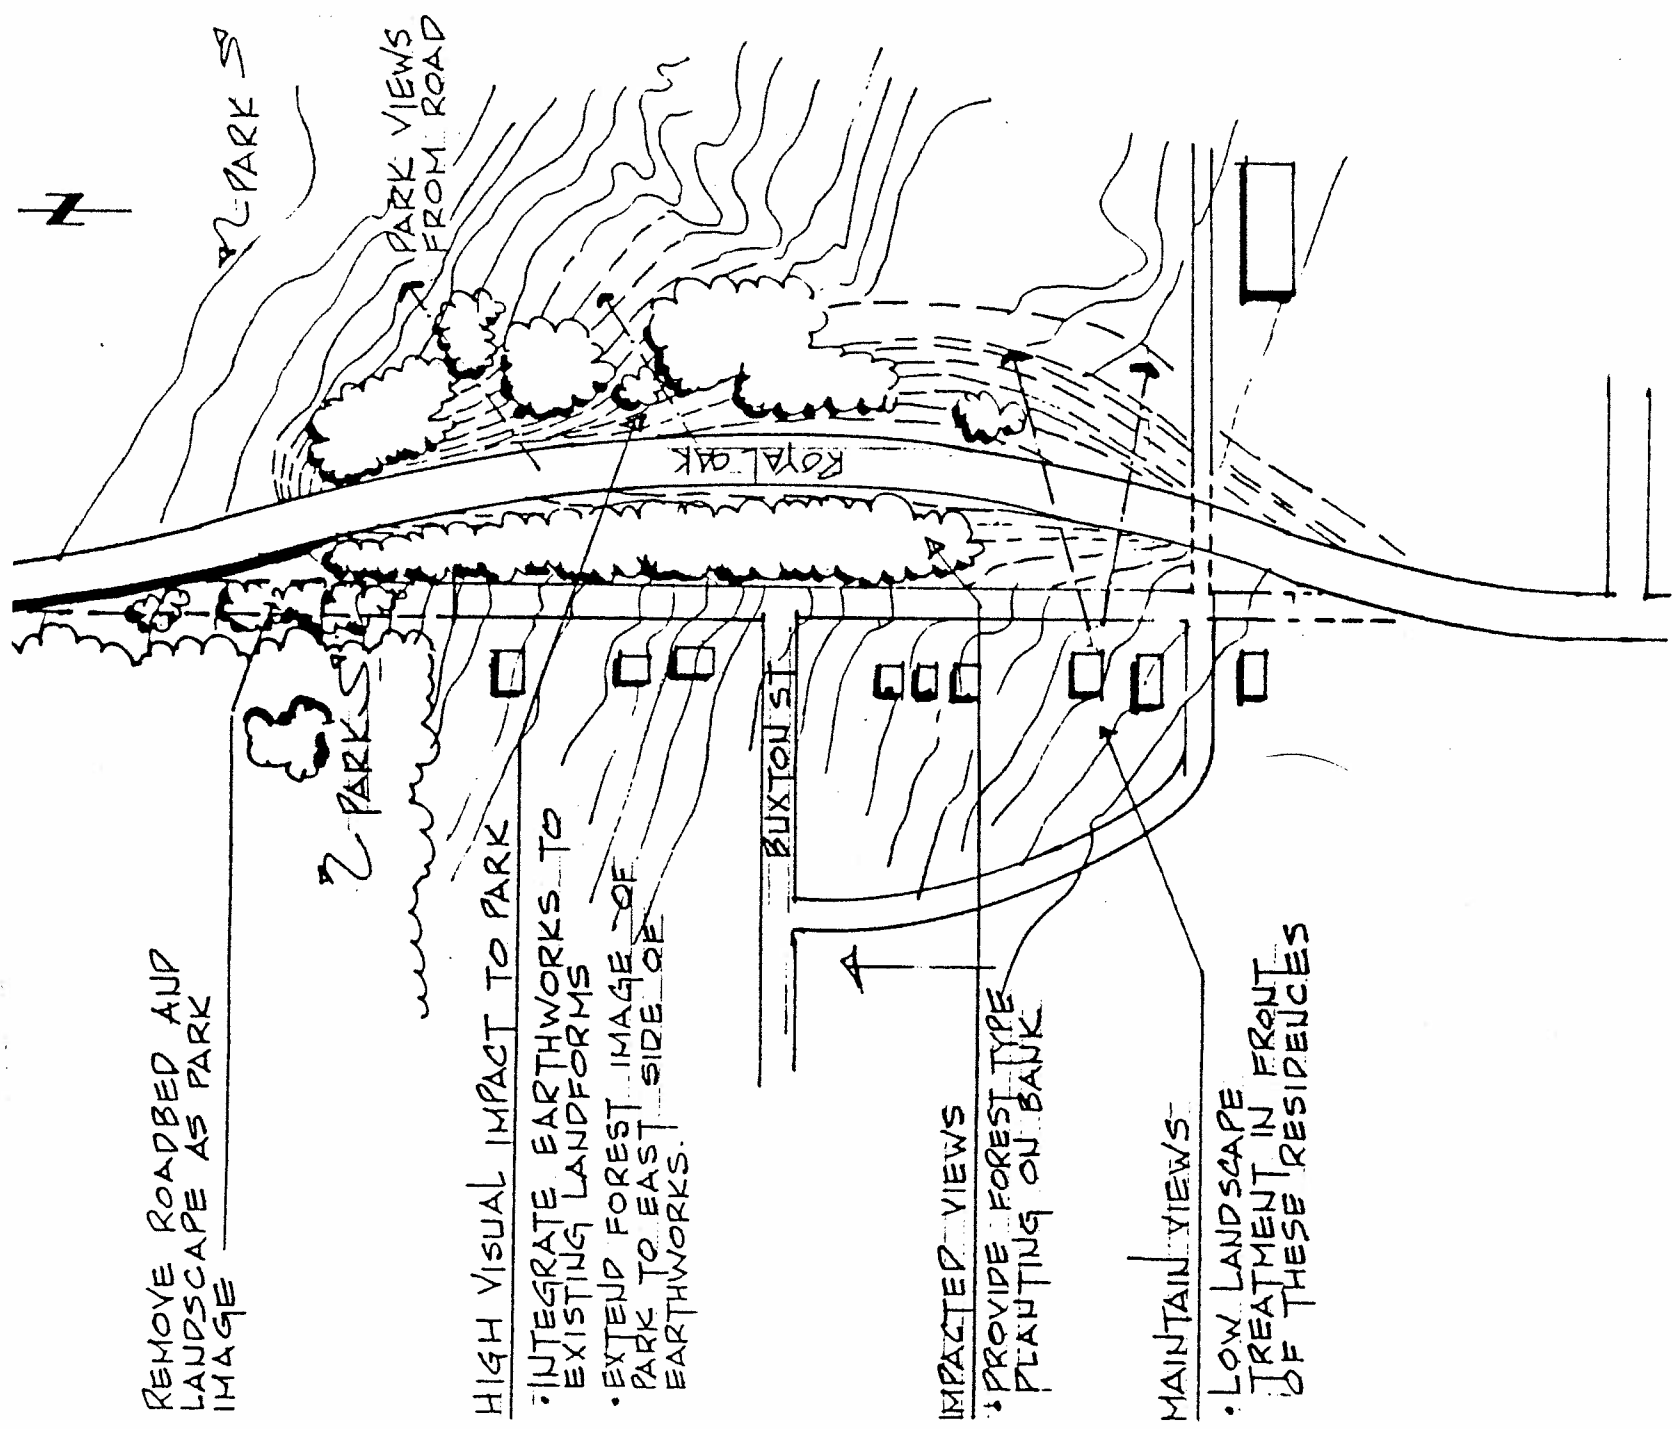 PARKS
PARK VIEWS
FROM ROAD
N
ROYAL OAK
PARKS
BUXTON ST
REMOVE ROADBED AND
LANDSCAPE AS PARK
IMAGE
HIGH VISUAL IMPACT TO PARK
• INTEGRATE EARTHWORKS TO
EXISTING LANDFORMS
• EXTEND FOREST IMAGE OF
PARK TO EAST SIDE OF
EARTHWORKS.
IMPACTED VIEWS
• PROVIDE FOREST TYPE
PLANTING ON BANK
MAINTAIN VIEWS
• LOW LANDSCAPE
TREATMENT IN FRONT
OF THESE RESIDENCES